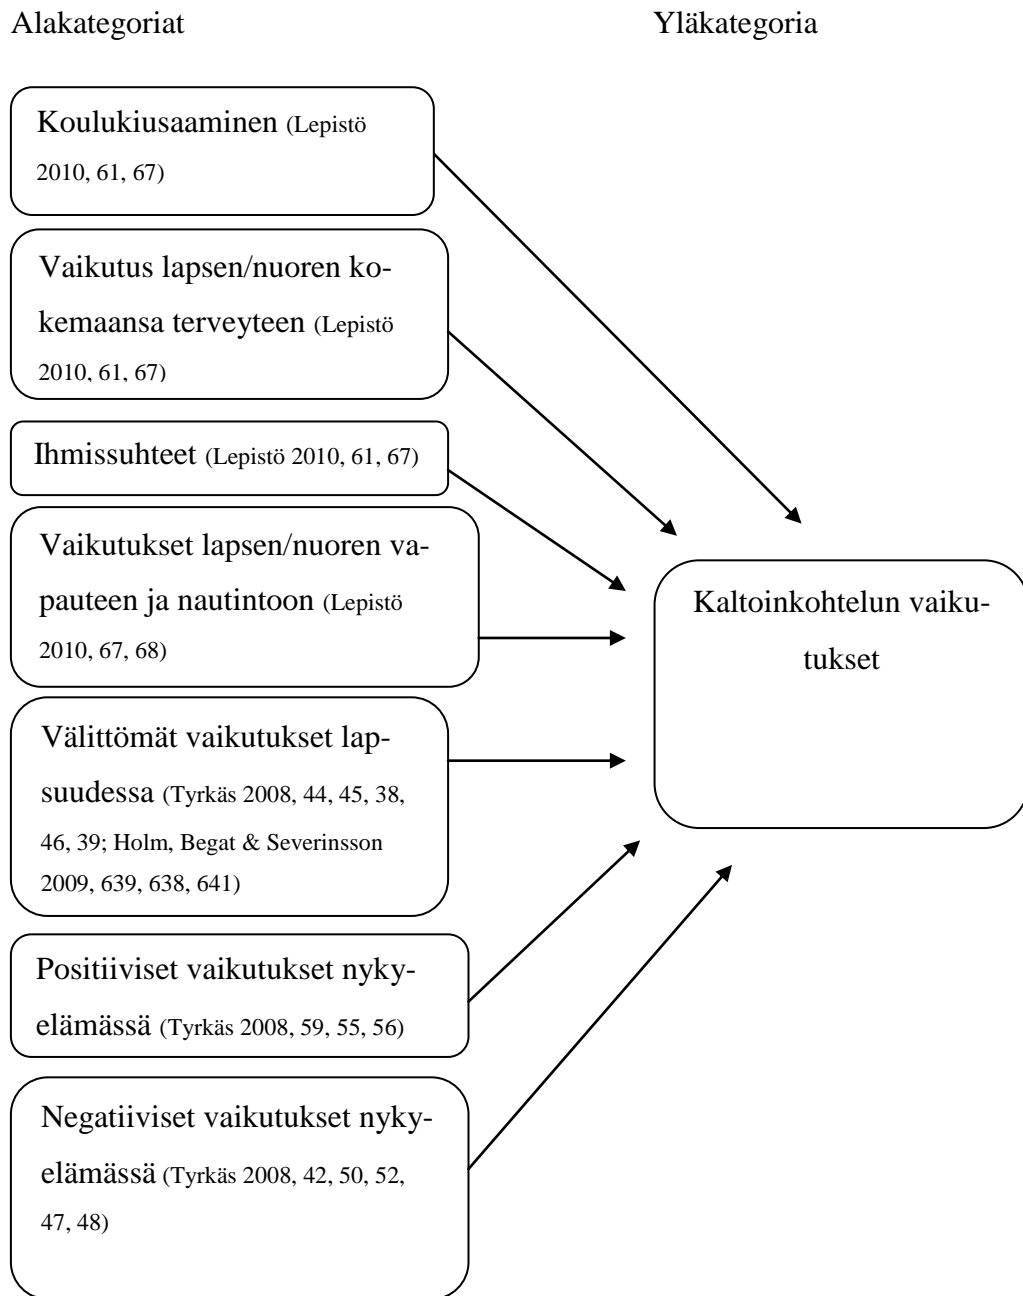 Alakategoriat
Yläkategoria
Koulukiusaaminen (Lepistö
2010, 61, 67)
Vaikutus lapsen/nuoren ko-
kemaansa terveyteen (Lepistö
2010, 61, 67)
Ihmissuhteet (Lepistö 2010, 61, 67)
Vaikutukset lapsen/nuoren va-
pauteen ja nautintoon (Lepistö
2010, 67, 68)
Välittömät vaikutukset lap-
suudessa (Tyrkäs 2008, 44, 45, 38,
46, 39; Holm, Begat & Severinsson
2009, 639, 638, 641)
Positiiviset vaikutukset nyky-
elämässä (Tyrkäs 2008, 59, 55, 56)
Negatiiviset vaikutukset nyky-
elämässä (Tyrkäs 2008, 42, 50, 52,
47, 48)
Kaltoinkohtelun vaiku-
tukset